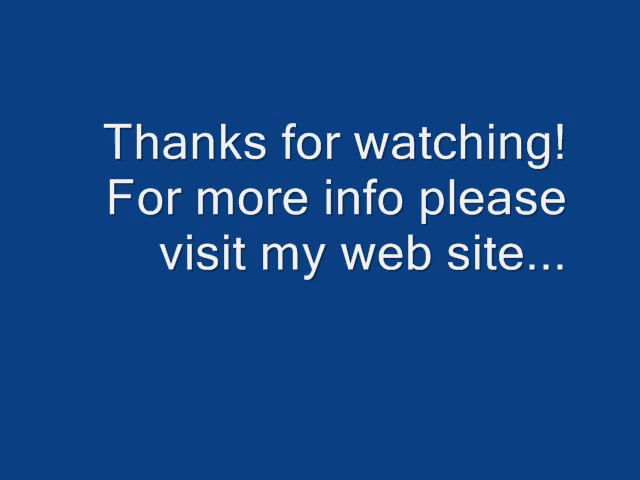 Thanks for watching!
For more info please
visit my web site...